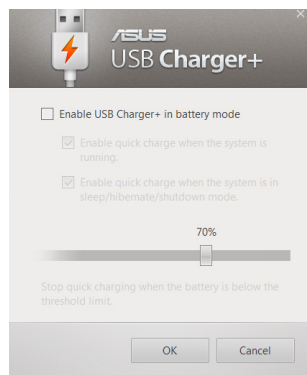 ASUS
USB Charger+
Enable USB Charger+ in battery mode
Enable quick charge when the system is
running.
Enable quick charge when the system is in
sleep/hibernate/shutdown mode.
70%
Stop quick charging when the battery is below the
threshold limit.
OK Cancel